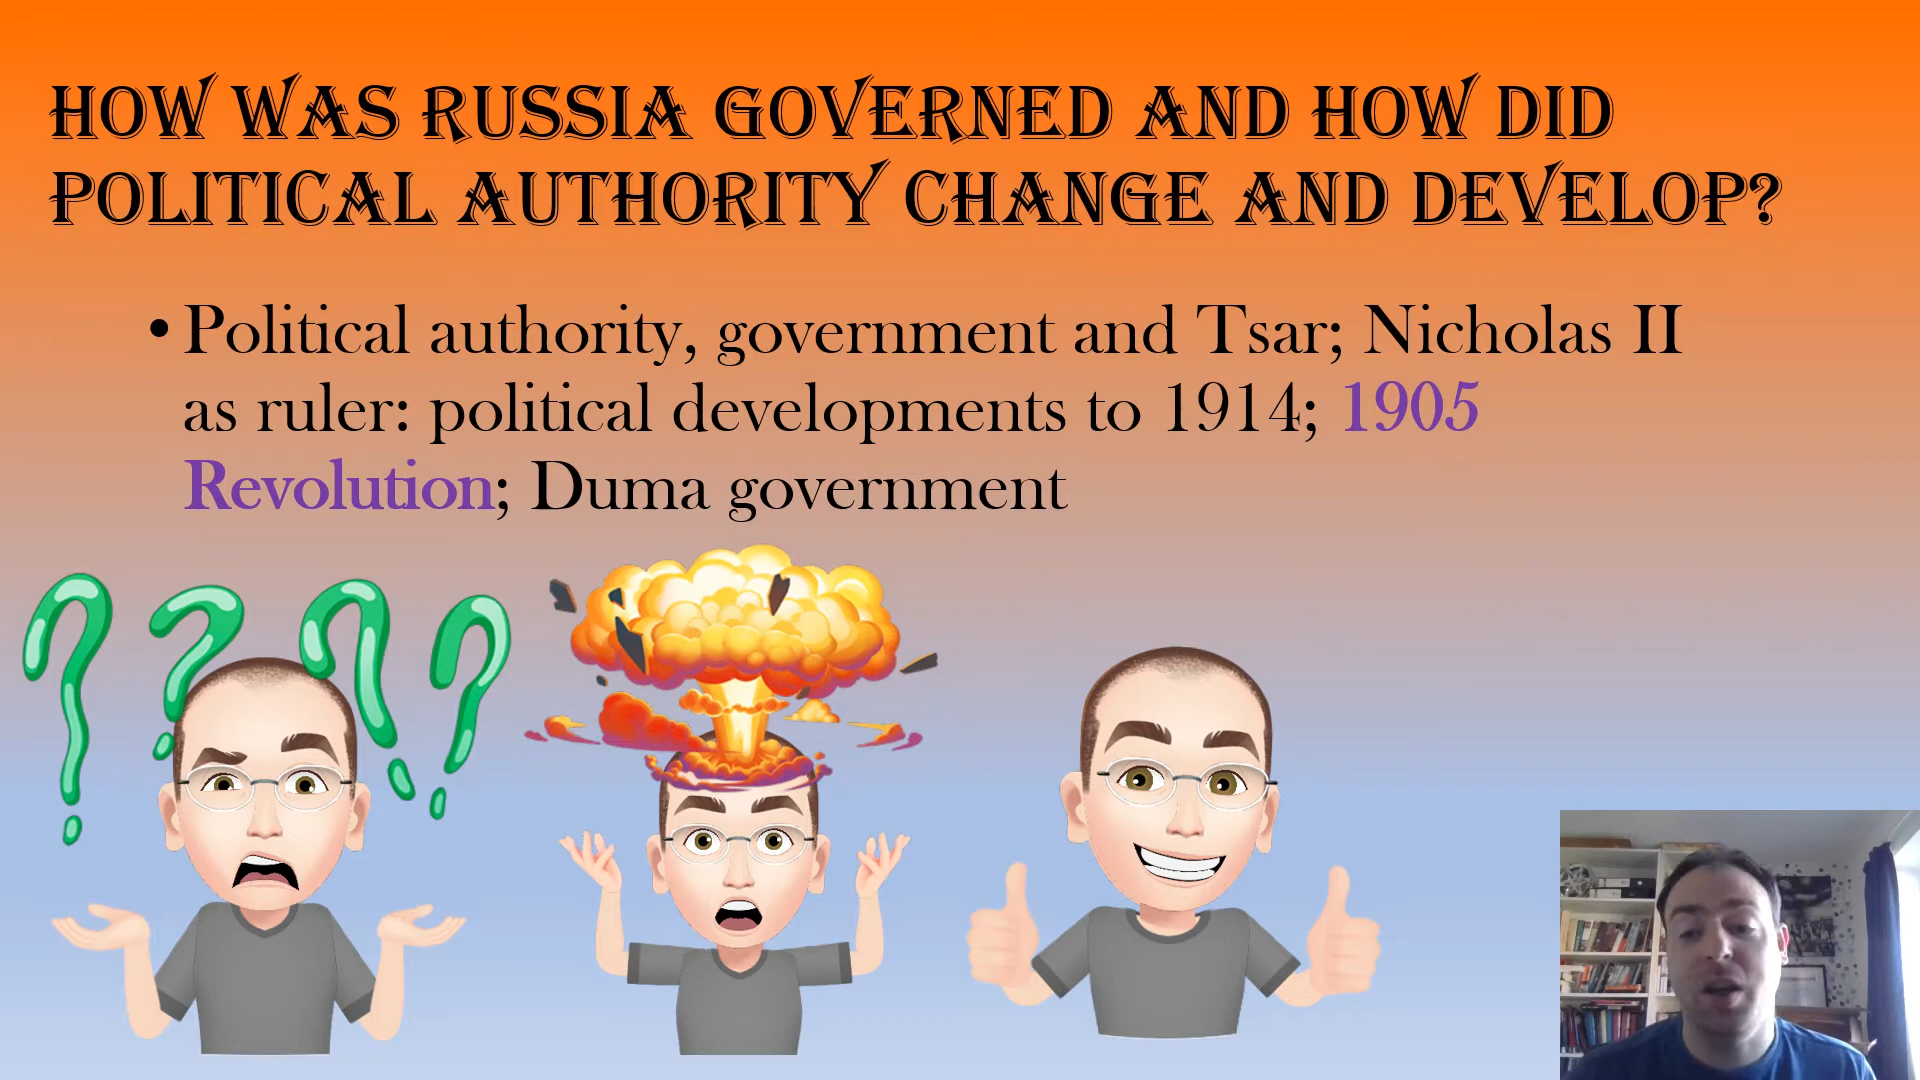 HOW WAS RUSSIA GOVERNED AND HOW DID
POLITICAL AUTHORITY CHANGE AND DEVELOP?
• Political authority, government and Tsar; Nicholas II
as ruler: political developments to 1914; 1905
Revolution; Duma government